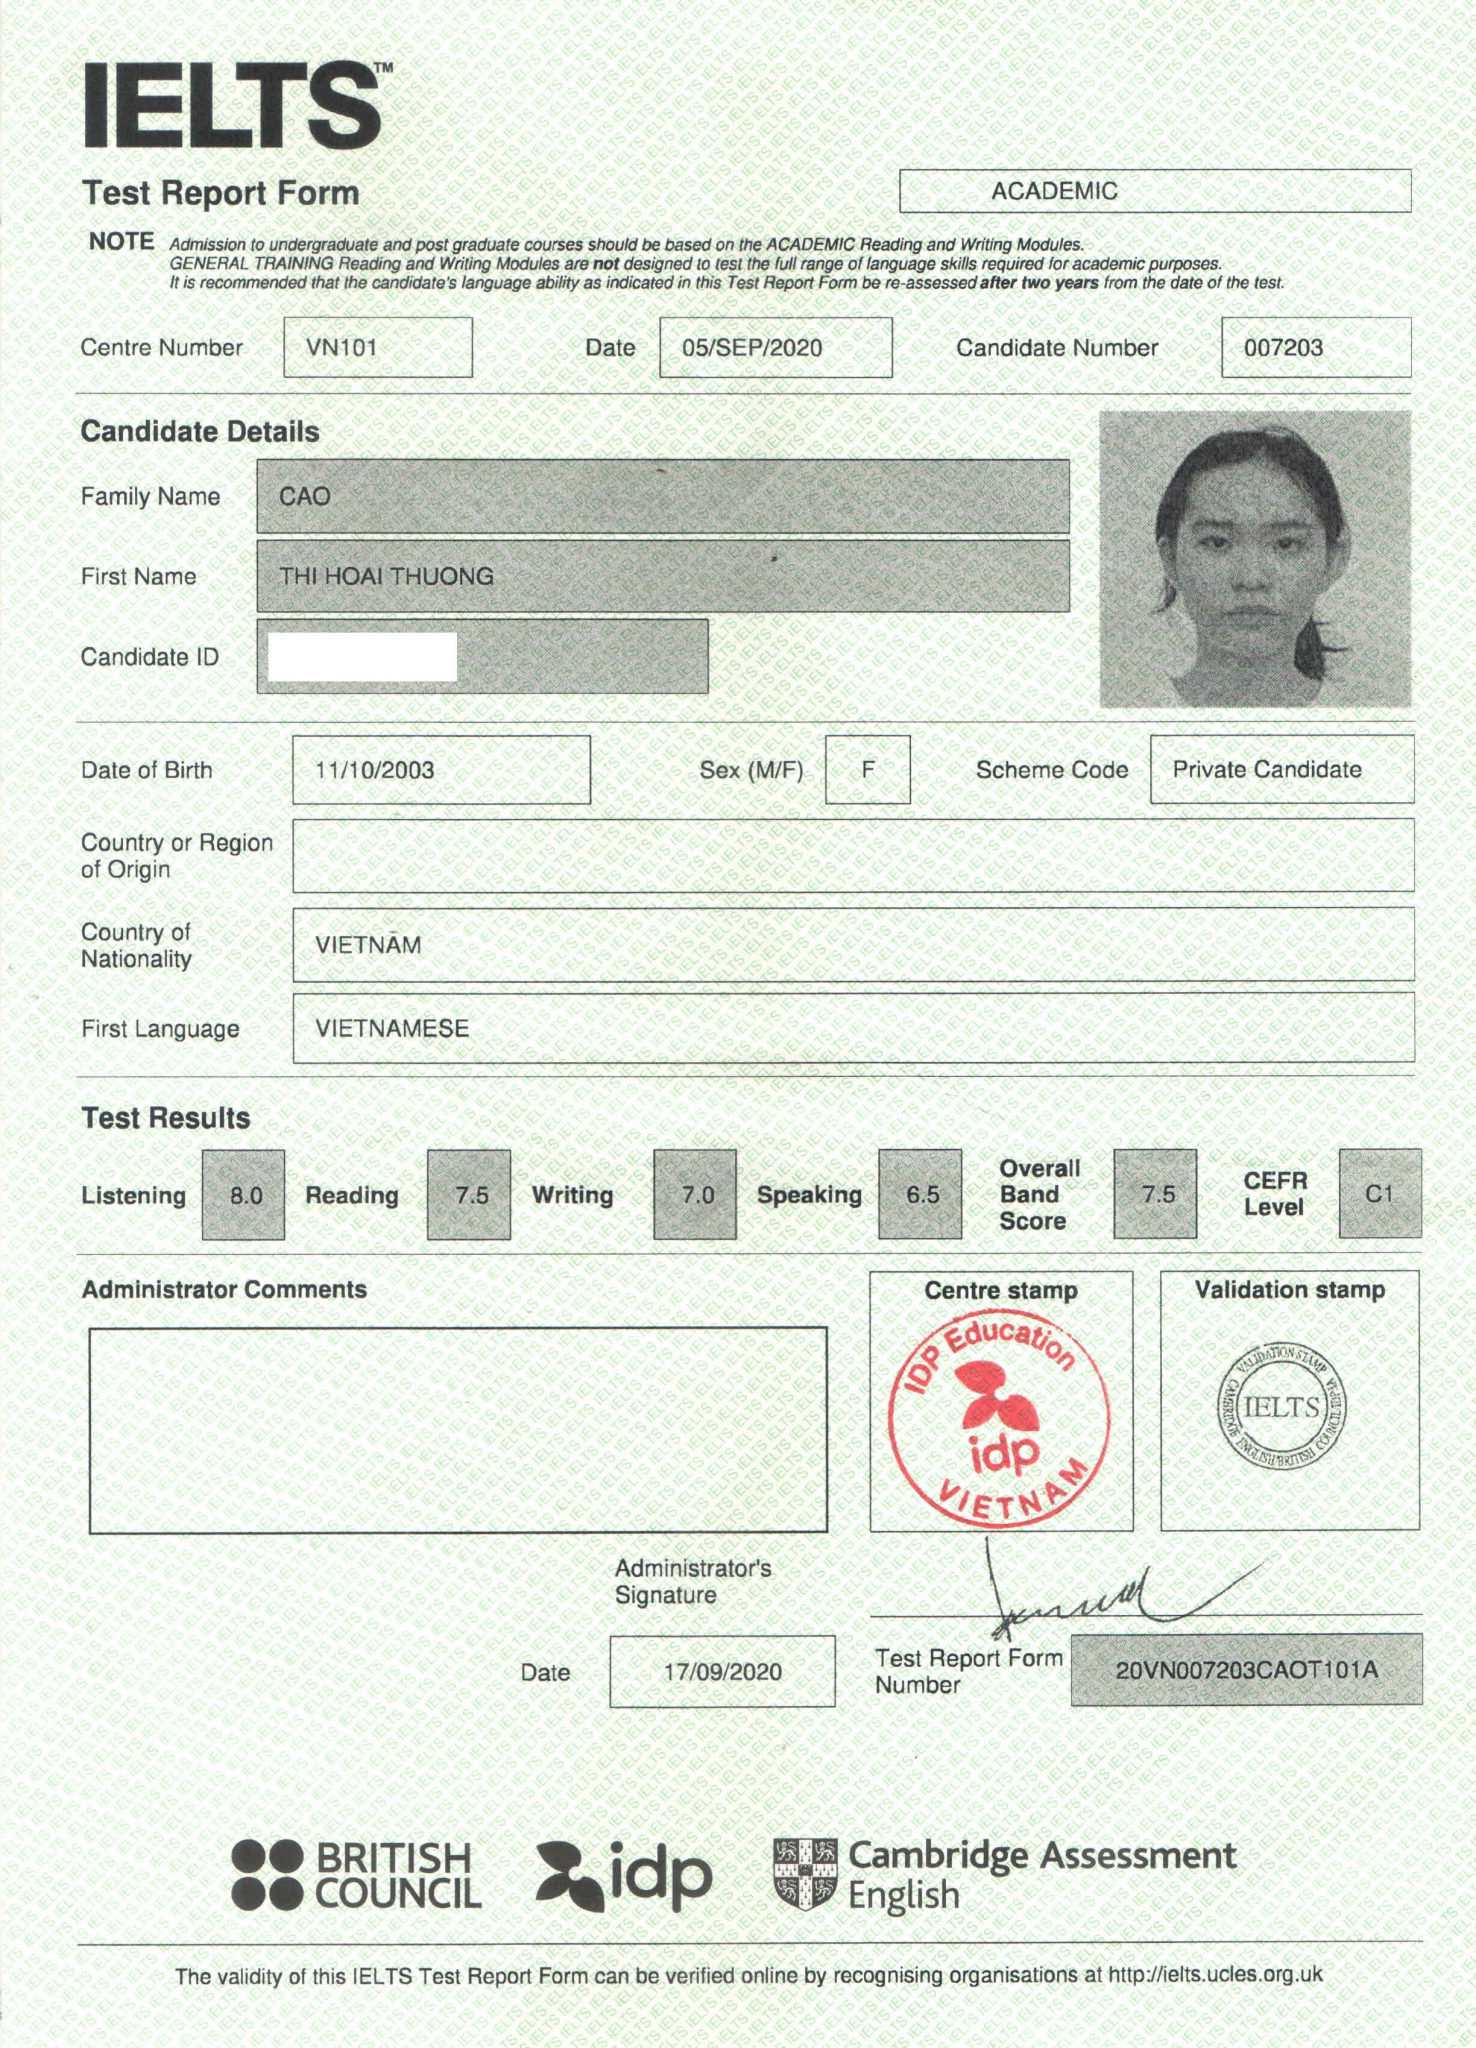 IELTS™
Test Report Form
ACADEMIC
NOTE Admission to undergraduate and post graduate courses should be based on the ACADEMIC Reading and Writing Modules.
GENERAL TRAINING Reading and Writing Modules are not designed to test the full range of language skills required for academic purposes.
It is recommended that the candidate's language ability as indicated in this Test Report Form be re-assessed after two years from the date of the test.
Centre Number VN101 Date 05/SEP/2020 Candidate Number 007203
Candidate Details
Family Name CAO
First Name THI HOAI THUONG
Candidate ID
Date of Birth 11/10/2003 Sex (M/F) F Scheme Code Private Candidate
Country or Region
of Origin
Country of
Nationality
VIETNAM
First Language VIETNAMESE
Test Results
Listening 8.0 Reading 7.5 Writing 7.0 Speaking 6.5
Overall
Band
Score
7.5
CEFR
Level
C1
Administrator Comments
Centre stamp
IDP Education
idp
VIETNAM
Validation stamp
VALIDATION STAMP
IELTS
CAMBRIDGE ENGLISH/BRITISH COUNCIL/IDP:IA
Administrator's
Signature
Date 17/09/2020
Test Report Form
Number
20VN007203CAOT101A
BRITISH
COUNCIL
idp
Cambridge Assessment
English
The validity of this IELTS Test Report Form can be verified online by recognising organisations at http://ielts.ucles.org.uk